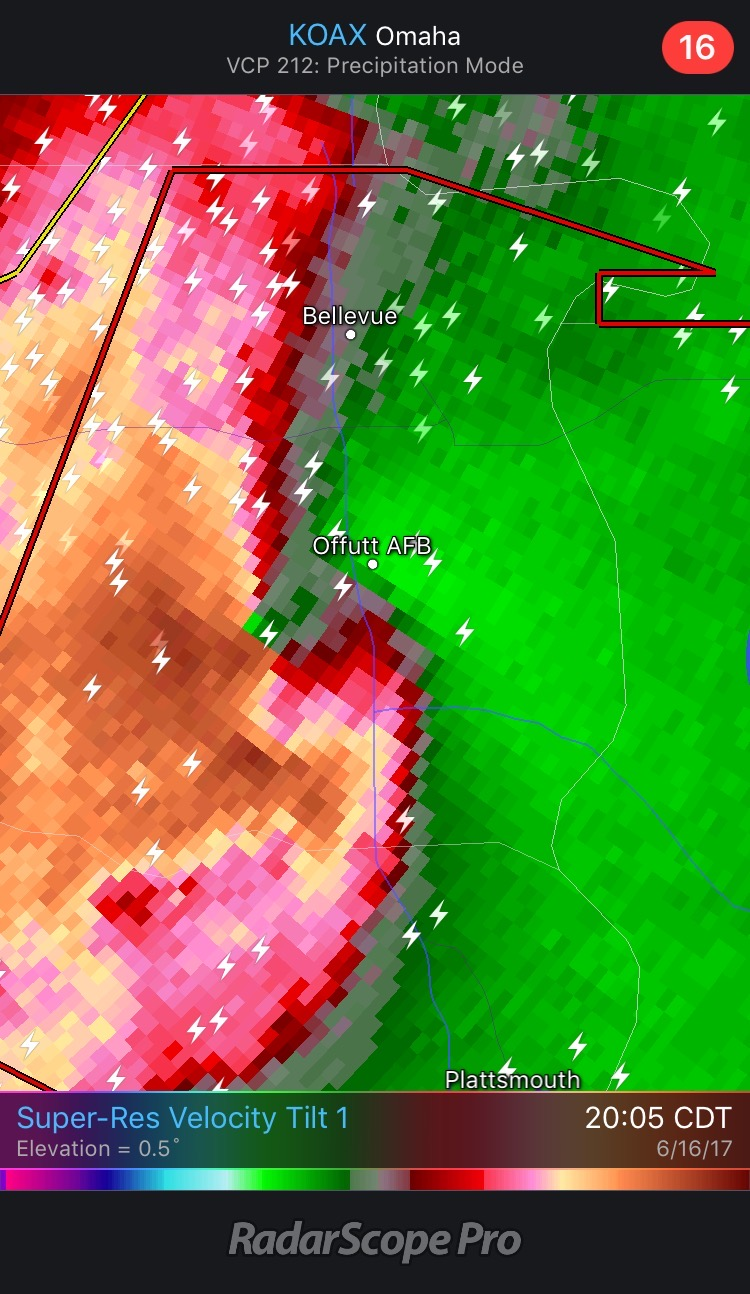 KOAX Omaha
VCP 212: Precipitation Mode
16
Bellevue
Offutt AFB
Plattsmouth
Super-Res Velocity Tilt 1
20:05 CDT
Elevation = 0.5°
6/16/17
RadarScope Pro